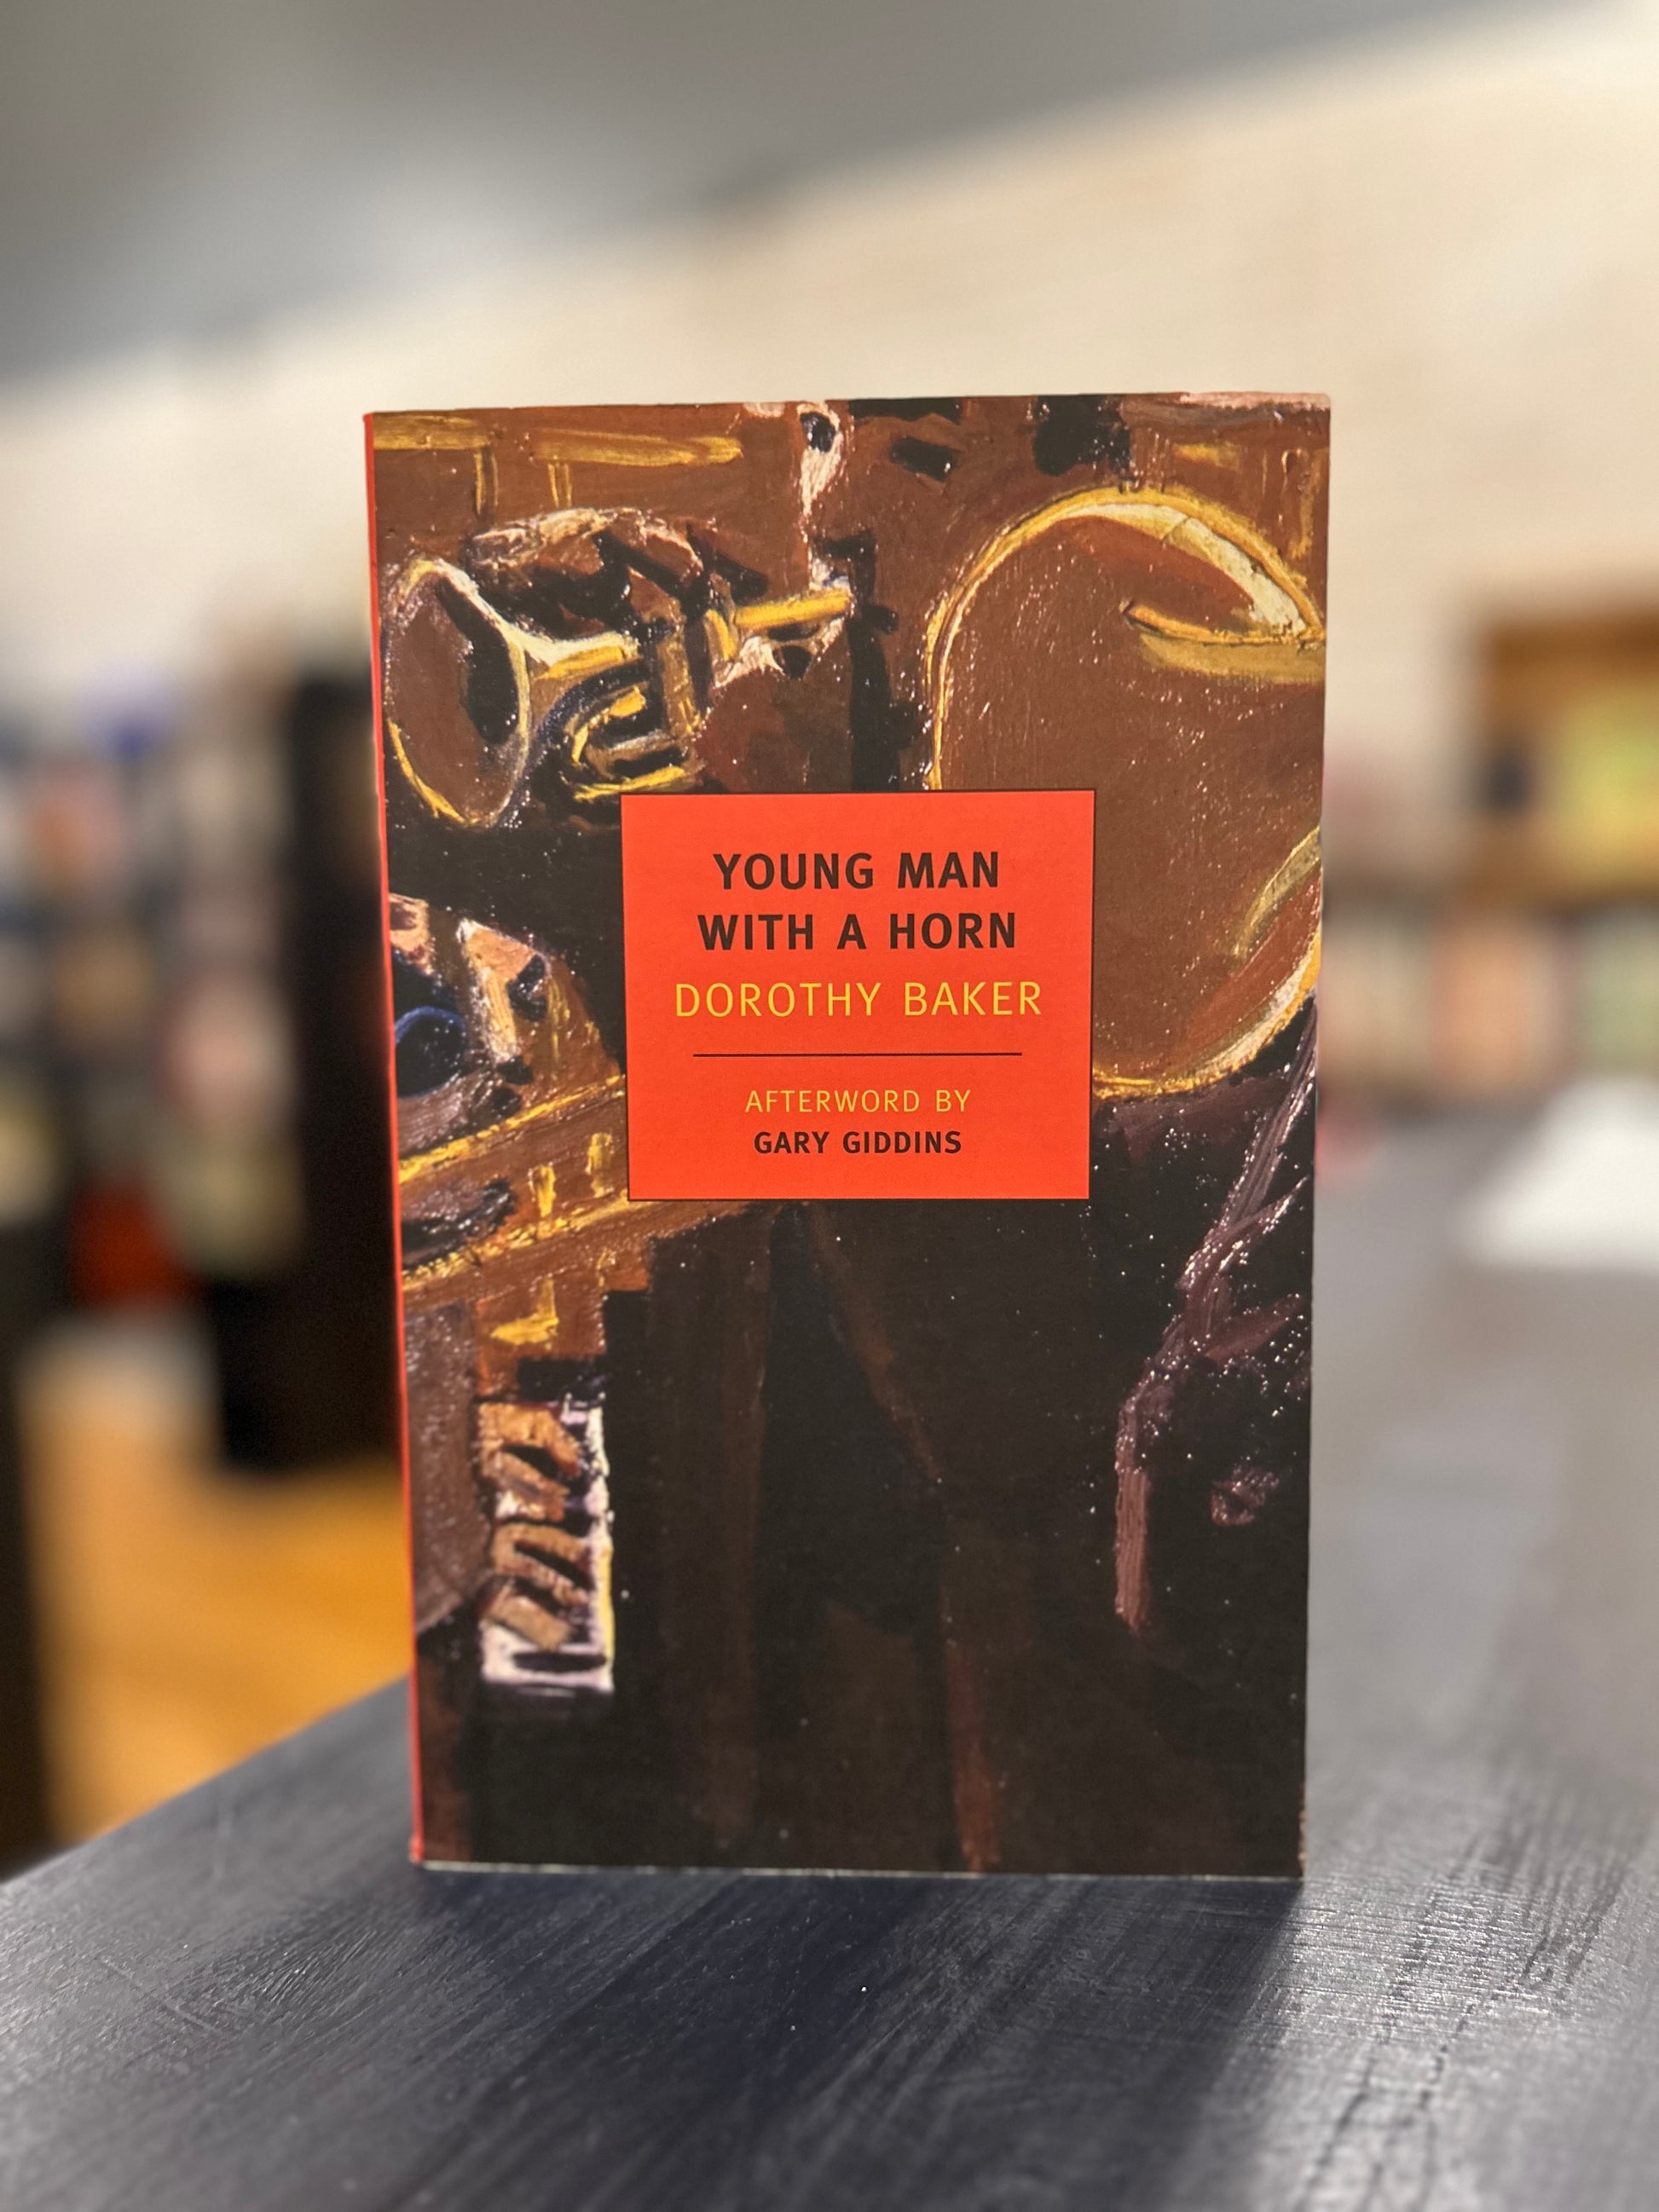 YOUNG MAN
WITH A HORN
DOROTHY BAKER
AFTERWORD BY
GARY GIDDINS